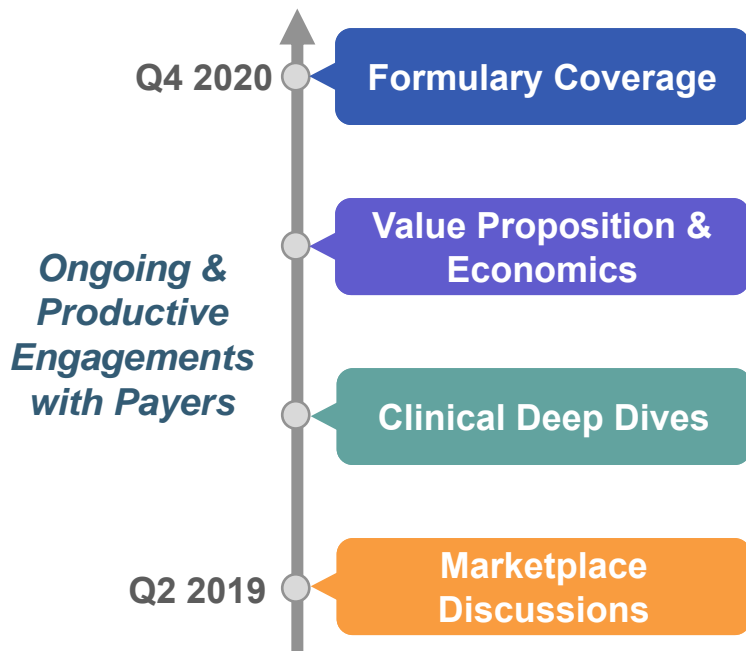 Q4 2020
Formulary Coverage
Value Proposition &
Economics
Ongoing &
Productive
Engagements
with Payers
Clinical Deep Dives
Q2 2019
Marketplace
Discussions